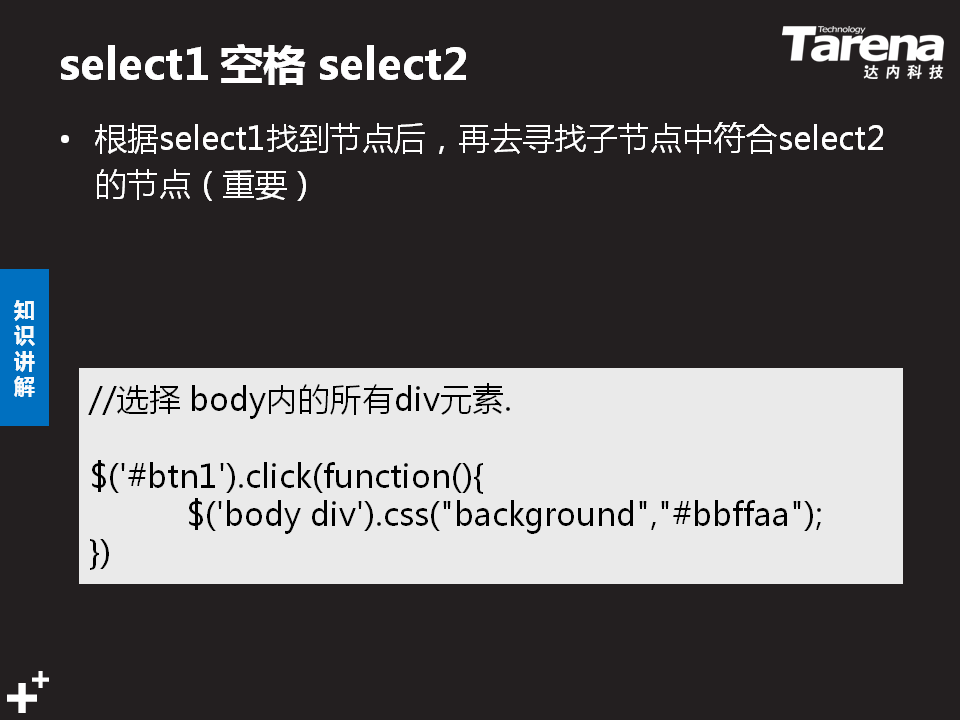 select1 空格 select2
Technology
Tarena
达内科技
• 根据select1找到节点后，再去寻找子节点中符合select2
的节点（重要）
知识讲解
//选择 body内的所有div元素.
$('#btn1').click(function(){
$('body div').css("background","#bbffaa");
})